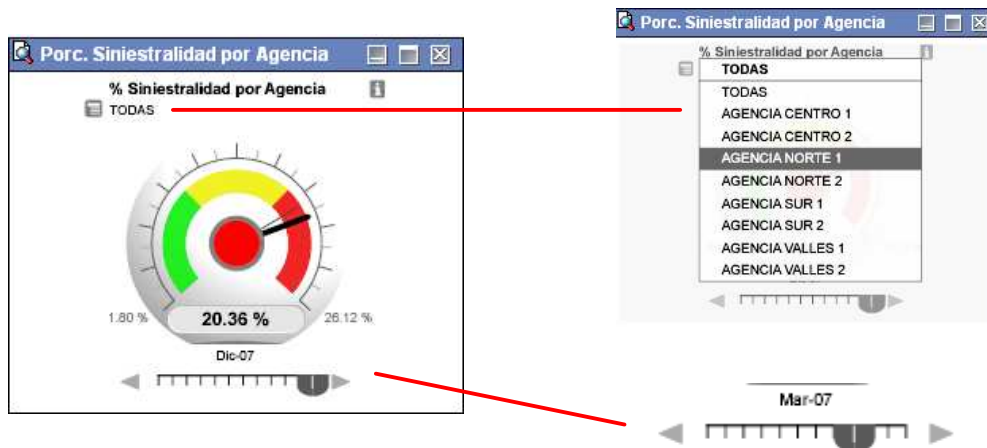 Porc. Siniestralidad por Agencia
% Siniestralidad por Agencia
TODAS
1.80 %
20.36 %
26.12 %
Dic-07
Porc. Siniestralidad por Agencia
% Siniestralidad por Agencia
TODAS
TODAS
AGENCIA CENTRO 1
AGENCIA CENTRO 2
AGENCIA NORTE 1
AGENCIA NORTE 2
AGENCIA SUR 1
AGENCIA SUR 2
AGENCIA VALLES 1
AGENCIA VALLES 2
Mar-07